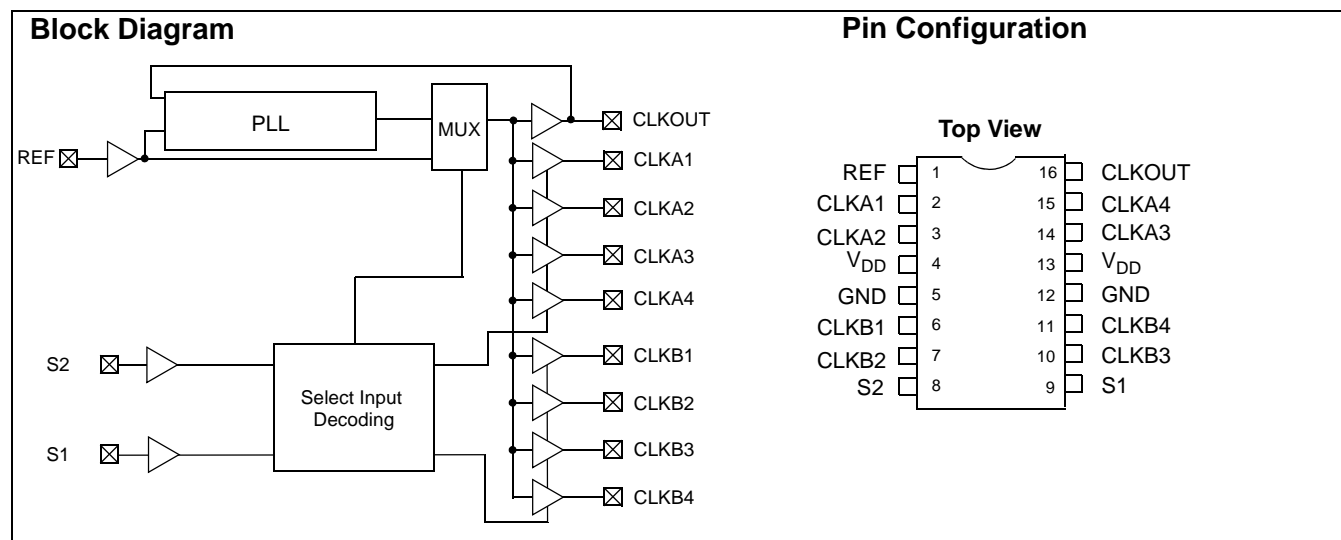 Block Diagram
Pin Configuration
PLL
MUX
REF
CLKOUT
CLKA1
CLKA2
CLKA3
CLKA4
S2
S1
Select Input
Decoding
CLKB1
CLKB2
CLKB3
CLKB4
Top View
REF 1 16 CLKOUT
CLKA1 2 15 CLKA4
CLKA2 3 14 CLKA3
VDD 4 13 VDD
GND 5 12 GND
CLKB1 6 11 CLKB4
CLKB2 7 10 CLKB3
S2 8 9 S1